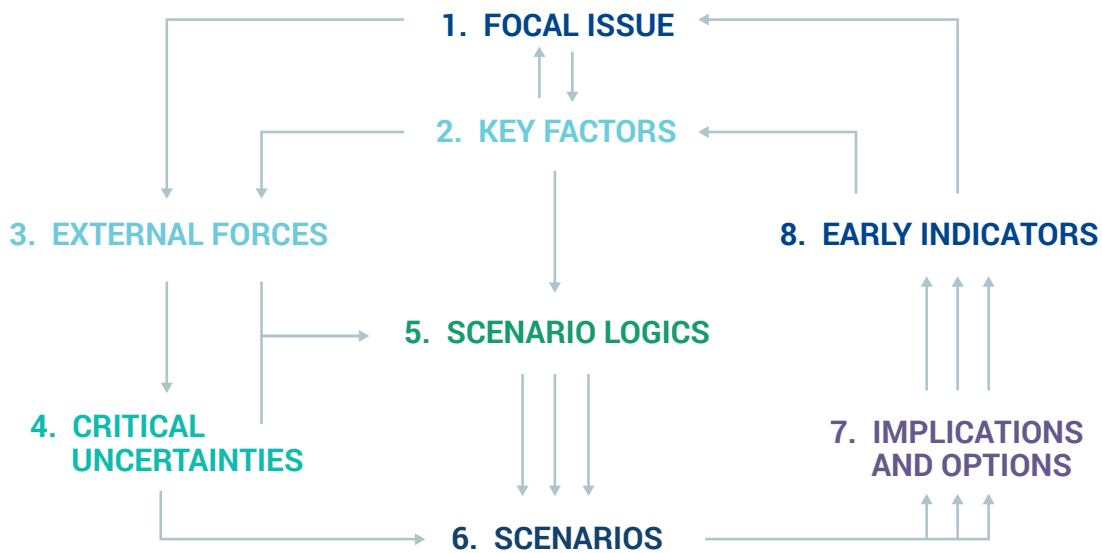 1. FOCAL ISSUE
2. KEY FACTORS
3. EXTERNAL FORCES
8. EARLY INDICATORS
5. SCENARIO LOGICS
4. CRITICAL
UNCERTAINTIES
7. IMPLICATIONS
AND OPTIONS
6. SCENARIOS